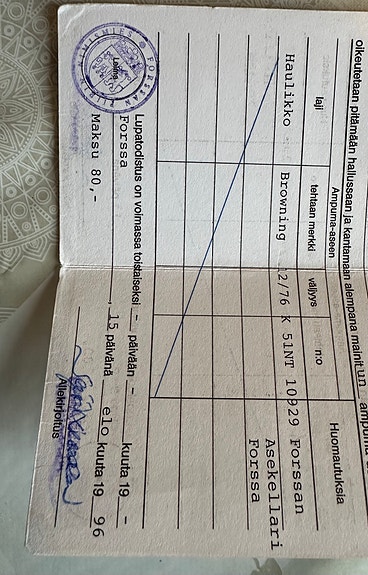 oikeutetaan pitämään hallussaan ja kantamaan alempana mainitun ampuma-
Ampuma-aseen
laji tehtaan merkki väljyys n:o Huomautuksia
Haulikko Browning 12/76 K 51NT 10929 Forssan
Asekellari
Forssa
Lupatodistus on voimassa toistaiseksi - päivään - kuuta 19 -
Forssa , 15 päivänä elo kuuta 19 96
Maksu 80,-
Allekirjoitus
FORSSAN